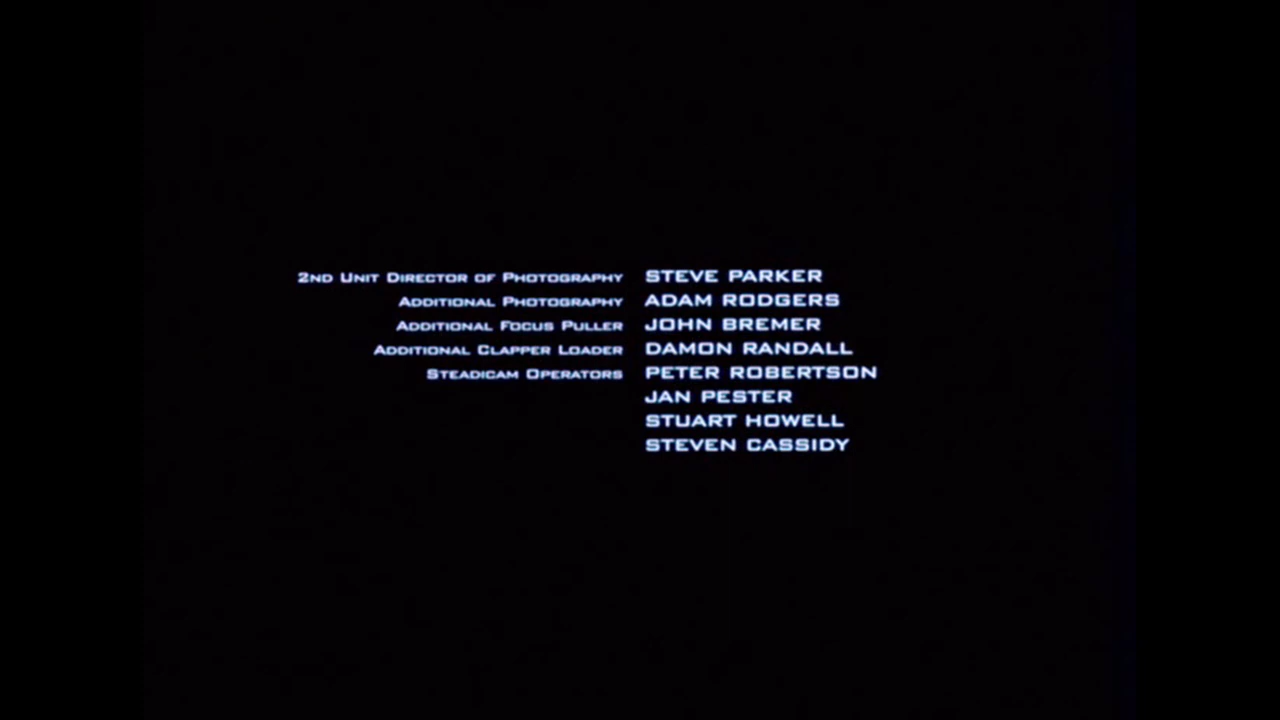 2nd Unit Director of Photography STEVE PARKER
Additional Photography ADAM RODGERS
Additional Focus Puller JOHN BREMER
Additional Clapper Loader DAMON RANDALL
Steadicam Operators PETER ROBERTSON
JAN PESTER
STUART HOWELL
STEVEN CASSIDY